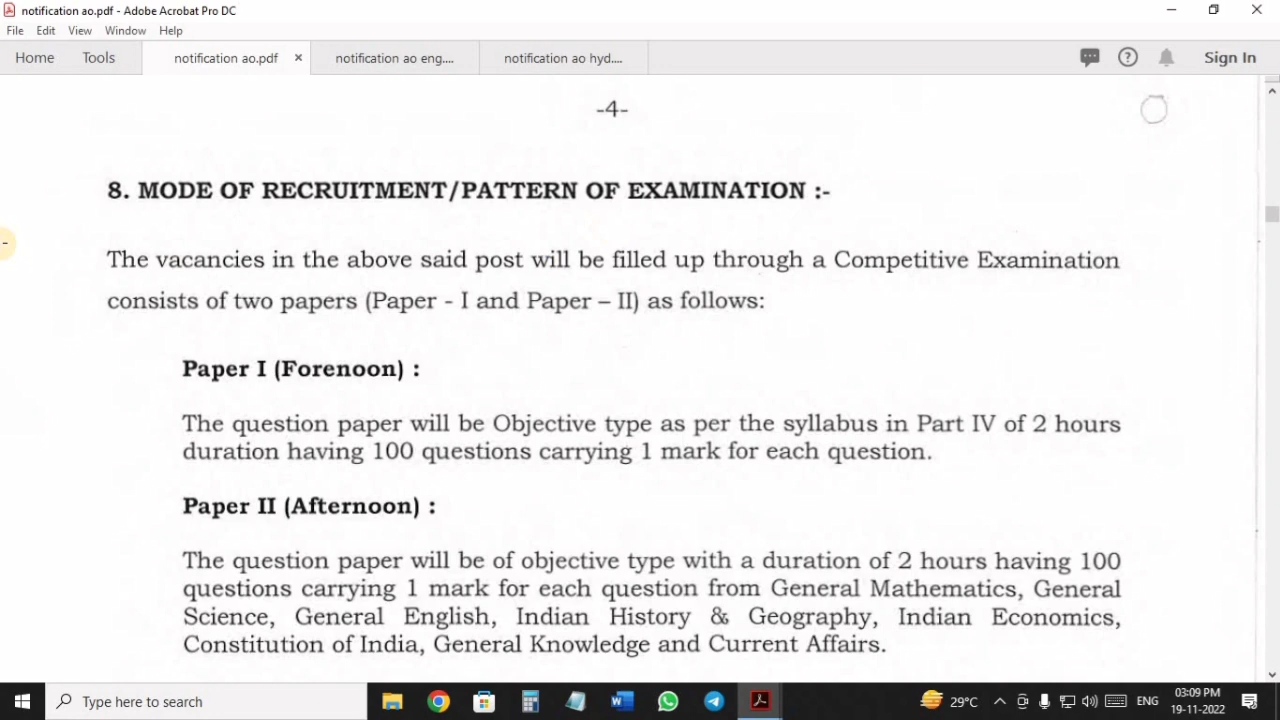 notification ao.pdf - Adobe Acrobat Pro DC
File Edit View Window Help
Home Tools notification ao.pdf × notification ao eng.... notification ao hyd.... Sign In
-4-
8. MODE OF RECRUITMENT/PATTERN OF EXAMINATION :-
The vacancies in the above said post will be filled up through a Competitive Examination
consists of two papers (Paper - I and Paper – II) as follows:
Paper I (Forenoon) :
The question paper will be Objective type as per the syllabus in Part IV of 2 hours
duration having 100 questions carrying 1 mark for each question.
Paper II (Afternoon) :
The question paper will be of objective type with a duration of 2 hours having 100
questions carrying 1 mark for each question from General Mathematics, General
Science, General English, Indian History & Geography, Indian Economics,
Constitution of India, General Knowledge and Current Affairs.
Type here to search 29°C ENG 03:09 PM
19-11-2022